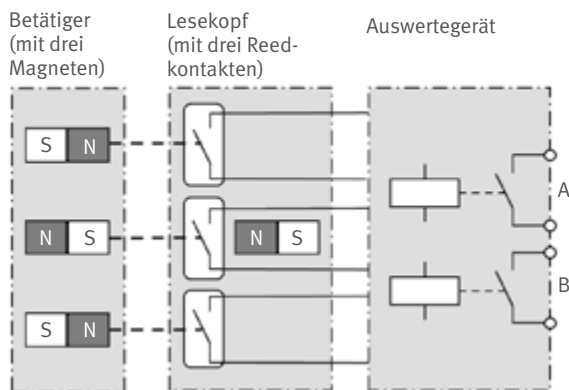 Betätiger
(mit drei
Magneten)
Lesekopf
(mit drei Reed-
kontakten)
Auswertegerät
S N
N S
N S
S N
A
B